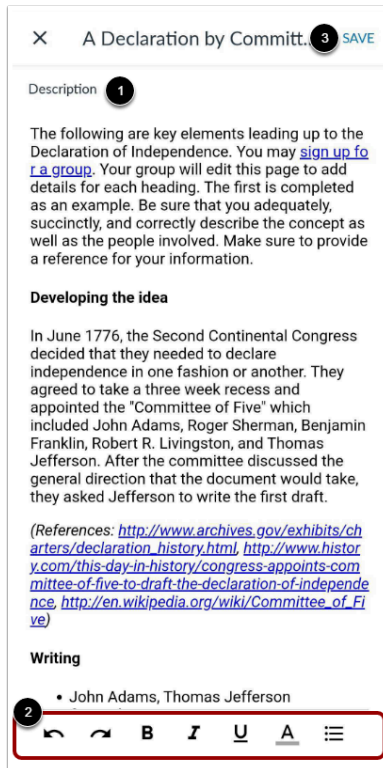 A Declaration by Committ... 3 SAVE
Description 1
The following are key elements leading up to the
Declaration of Independence. You may sign up fo
r a group. Your group will edit this page to add
details for each heading. The first is completed
as an example. Be sure that you adequately,
succinctly, and correctly describe the concept as
well as the people involved. Make sure to provide
a reference for your information.
Developing the idea
In June 1776, the Second Continental Congress
decided that they needed to declare
independence in one fashion or another. They
agreed to take a three week recess and
appointed the "Committee of Five" which
included John Adams, Roger Sherman, Benjamin
Franklin, Robert R. Livingston, and Thomas
Jefferson. After the committee discussed the
general direction that the document would take,
they asked Jefferson to write the first draft.
(References: http://www.archives.gov/exhibits/ch
arters/declaration_history.html, http://www.histor
y.com/this-day-in-history/congress-appoints-com
mittee-of-five-to-draft-the-declaration-of-independe
nce, http://en.wikipedia.org/wiki/Committee_of_Fi
ve)
Writing
• John Adams, Thomas Jefferson
2
B I U A